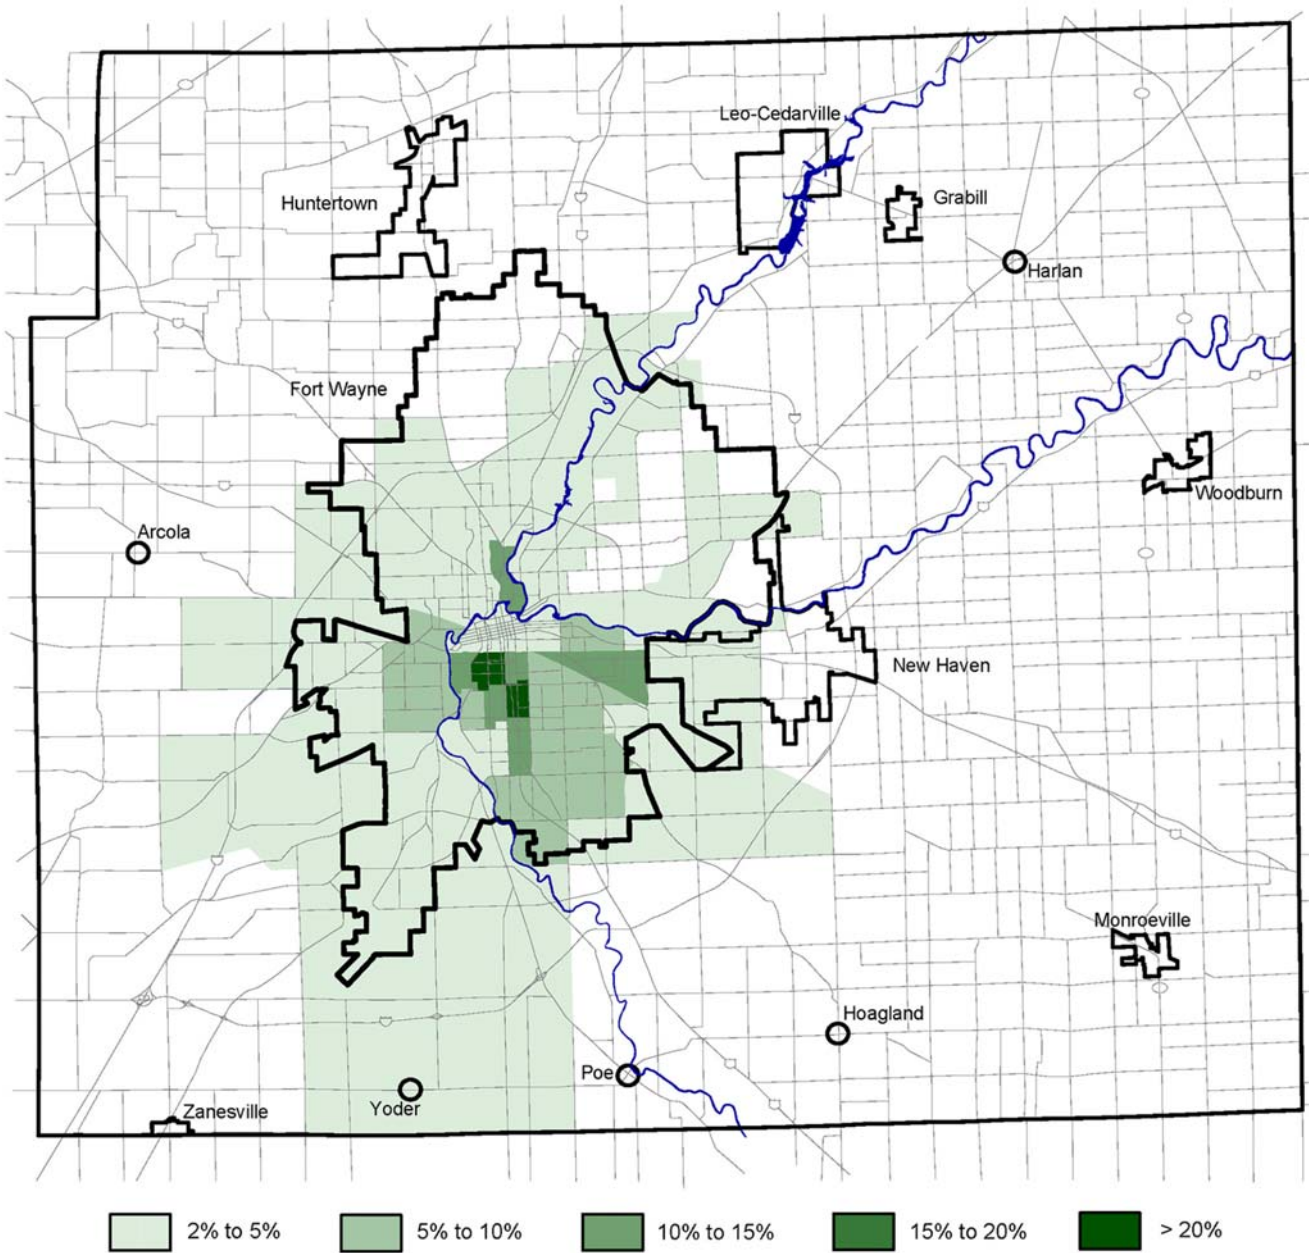 Leo-Cedarville
Huntertown
Grabill
Harlan
Fort Wayne
Woodburn
Arcola
New Haven
Monroeville
Hoagland
Poe
Yoder
Zanesville
2% to 5%
5% to 10%
10% to 15%
15% to 20%
> 20%